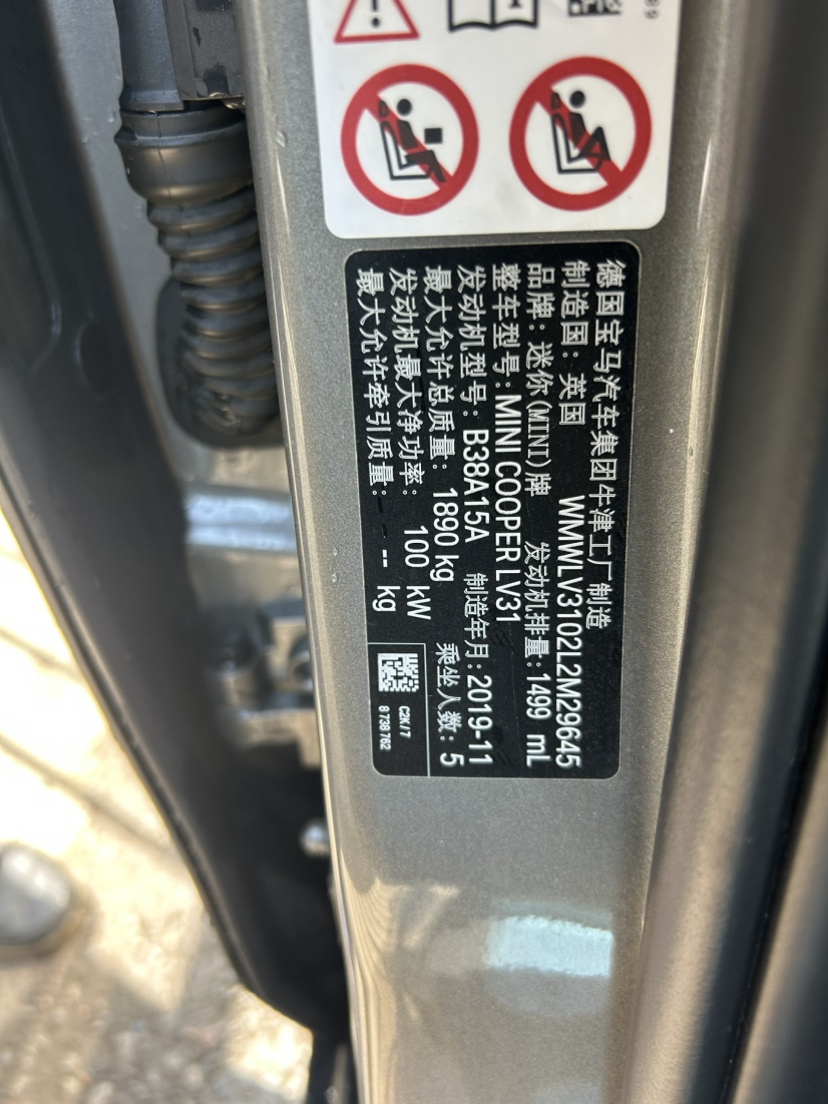 德国宝马汽车集团牛津工厂制造
制造国: 英国 WMWLV3102L2M29645
品牌: 迷你(MINI)牌 发动机排量: 1499 mL
整车型号: MINI COOPER LV31
发动机型号: B38A15A 制造年月: 2019-11
最大允许总质量: 1890 kg 乘坐人数: 5
发动机最大净功率: 100 kW
最大允许牵引质量: - - -- kg
C2K/7
8738762